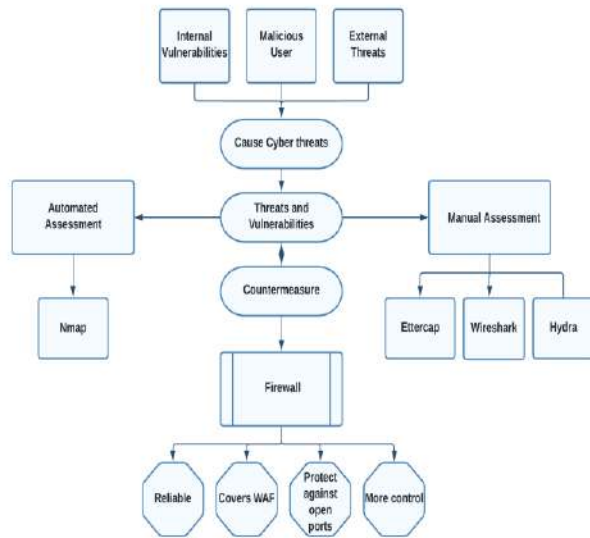 Internal
Vulnerabilities
Malicious
User
External
Threats
Cause Cyber threats
Automated
Assessment
Threats and
Vulnerabilities
Manual Assessment
Countermeasure
Nmap
Ettercap
Wireshark
Hydra
Firewall
Reliable
Covers WAF
Protect
against
open
ports
More control